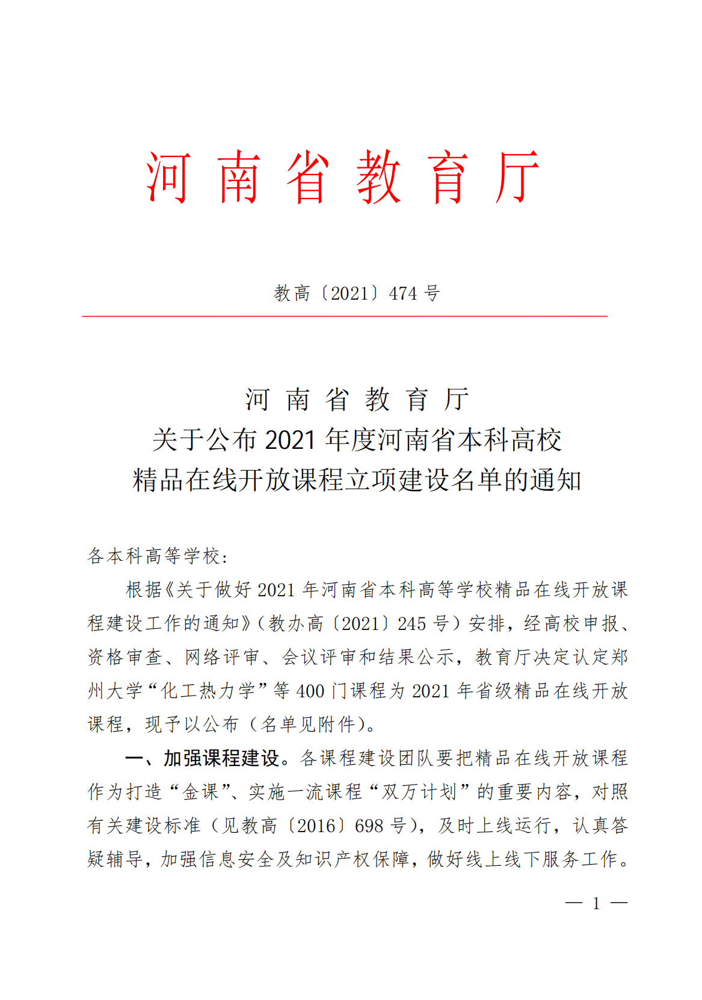 河南省教育厅
教高〔2021〕474 号
河南省教育厅
关于公布 2021 年度河南省本科高校
精品在线开放课程立项建设名单的通知
各本科高等学校：
根据《关于做好 2021 年河南省本科高等学校精品在线开放课
程建设工作的通知》（教办高〔2021〕245 号）安排，经高校申报、
资格审查、网络评审、会议评审和结果公示，教育厅决定认定郑
州大学“化工热力学”等 400 门课程为 2021 年省级精品在线开放
课程，现予以公布（名单见附件）。
一、加强课程建设。各课程建设团队要把精品在线开放课程
作为打造“金课”、实施一流课程“双万计划”的重要内容，对照
有关建设标准（见教高〔2016〕698 号），及时上线运行，认真答
疑辅导，加强信息安全及知识产权保障，做好线上线下服务工作。
— 1 —